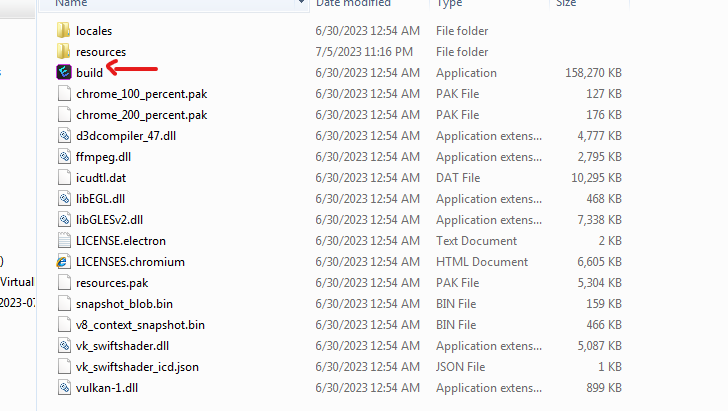 Name Date modified Type Size
locales 6/30/2023 12:54 AM File folder
resources 7/5/2023 11:16 PM File folder
build 6/30/2023 12:54 AM Application 158,270 KB
chrome_100_percent.pak 6/30/2023 12:54 AM PAK File 127 KB
chrome_200_percent.pak 6/30/2023 12:54 AM PAK File 176 KB
d3dcompiler_47.dll 6/30/2023 12:54 AM Application extens... 4,777 KB
ffmpeg.dll 6/30/2023 12:54 AM Application extens... 2,795 KB
icudtl.dat 6/30/2023 12:54 AM DAT File 10,295 KB
libEGL.dll 6/30/2023 12:54 AM Application extens... 468 KB
libGLESv2.dll 6/30/2023 12:54 AM Application extens... 7,338 KB
LICENSE.electron 6/30/2023 12:54 AM Text Document 2 KB
) LICENSES.chromium 6/30/2023 12:54 AM HTML Document 6,605 KB
Virtual resources.pak 6/30/2023 12:54 AM PAK File 5,304 KB
2023-07 snapshot_blob.bin 6/30/2023 12:54 AM BIN File 159 KB
v8_context_snapshot.bin 6/30/2023 12:54 AM BIN File 466 KB
vk_swiftshader.dll 6/30/2023 12:54 AM Application extens... 5,087 KB
vk_swiftshader_icd.json 6/30/2023 12:54 AM JSON File 1 KB
vulkan-1.dll 6/30/2023 12:54 AM Application extens... 899 KB